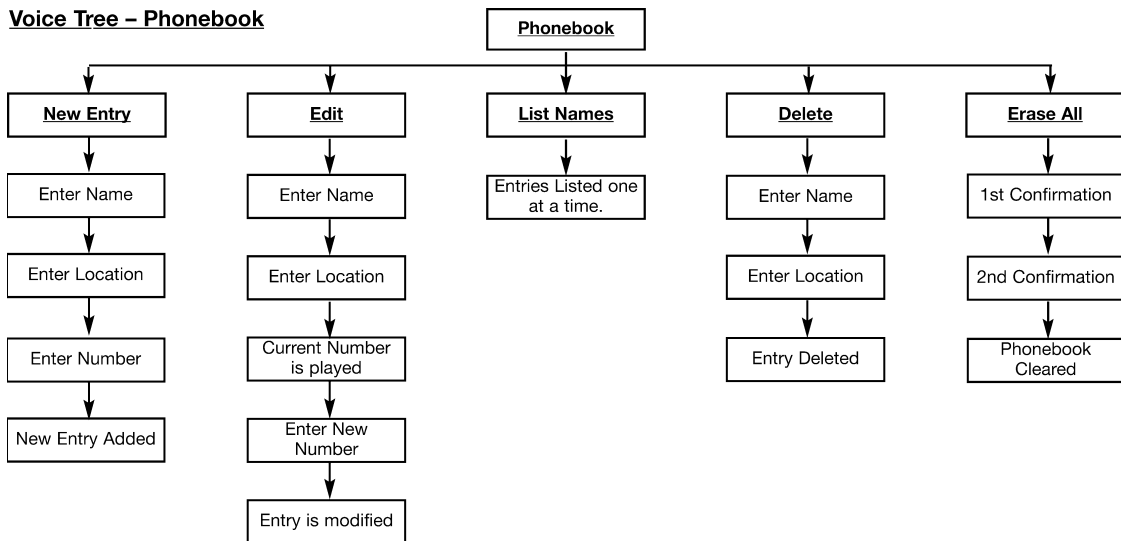 Voice Tree – Phonebook
Phonebook
New Entry
Edit
List Names
Delete
Erase All
Enter Name
Enter Name
Entries Listed one
at a time.
Enter Name
1st Confirmation
Enter Location
Enter Location
Enter Location
2nd Confirmation
Enter Number
Current Number
is played
Entry Deleted
Phonebook
Cleared
New Entry Added
Enter New
Number
Entry is modified